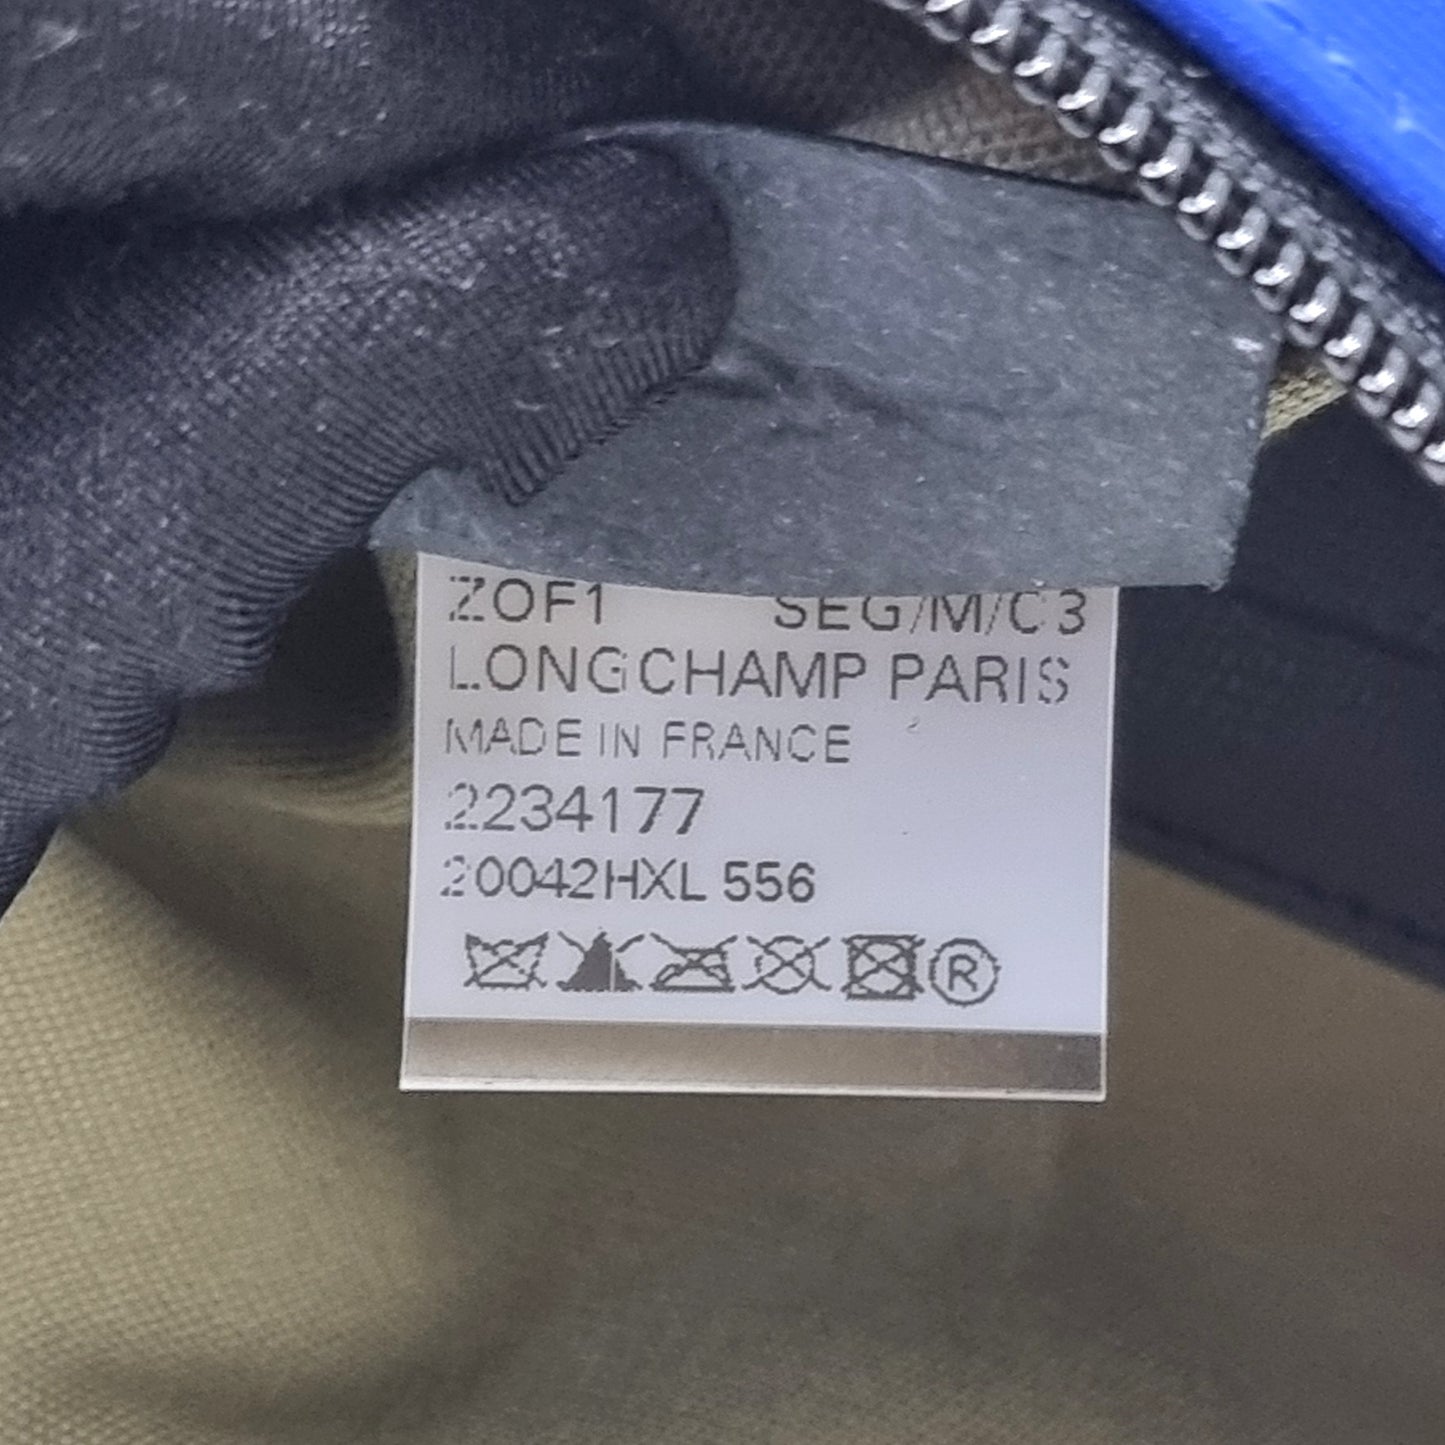 ZOF1 SEG/M/C3
LONGCHAMP PARIS
MADE IN FRANCE
2234177
20042HXL 556
®